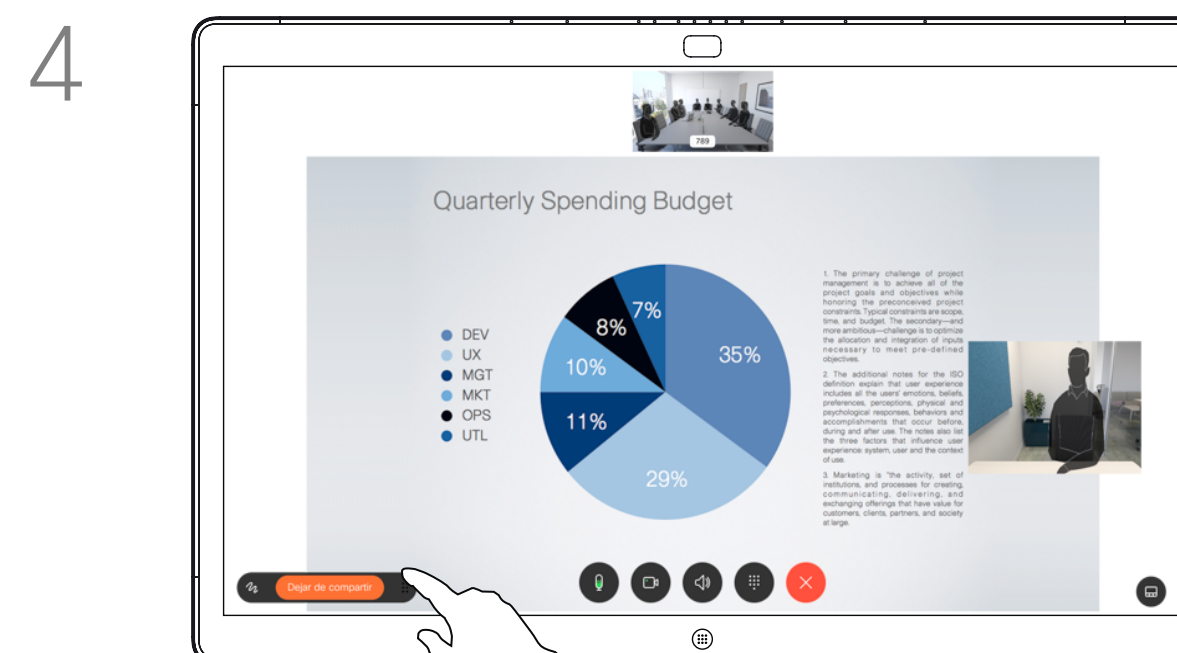 4
789
Quarterly Spending Budget
DEV
UX
MGT
MKT
OPS
UTL
7%
8%
35%
10%
11%
29%
1. The primary challenge of project
management is to achieve all of the
project goals and objectives while
honoring the preconceived project
constraints. Typical constraints are scope,
time, and budget. The secondary—and
more ambitious—challenge is to optimize
the allocation and integration of inputs
necessary to meet pre-defined
objectives.
2. The additional notes for the ISO
definition explain that user experience
includes all the users' emotions, beliefs,
preferences, perceptions, physical and
psychological responses, behaviors and
accomplishments that occur before,
during and after use. The notes also list
the three factors that influence user
experience: system, user and the context
of use.
3. Marketing is "the activity, set of
institutions, and processes for creating,
communicating, delivering, and
exchanging offerings that have value for
customers, clients, partners, and society
at large.
Dejar de compartir